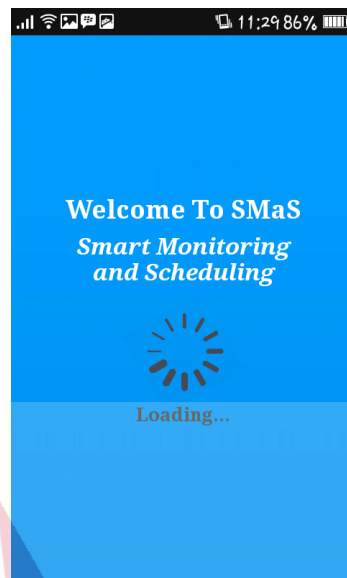 11:29 86%
Welcome To SMaS
Smart Monitoring
and Scheduling
Loading...